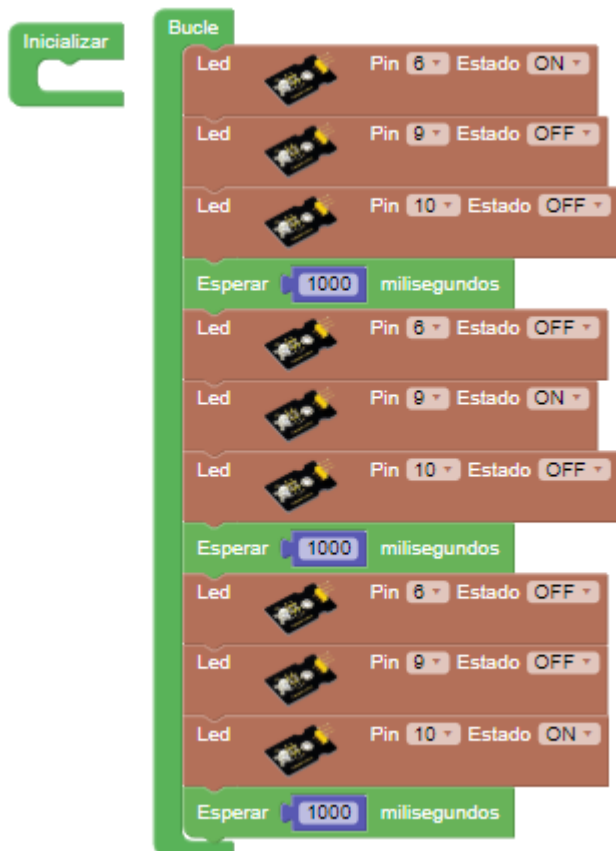 Inicializar
Bucle
Led Pin 6 Estado ON
Led Pin 9 Estado OFF
Led Pin 10 Estado OFF
Esperar 1000 milisegundos
Led Pin 6 Estado OFF
Led Pin 9 Estado ON
Led Pin 10 Estado OFF
Esperar 1000 milisegundos
Led Pin 6 Estado OFF
Led Pin 9 Estado OFF
Led Pin 10 Estado ON
Esperar 1000 milisegundos